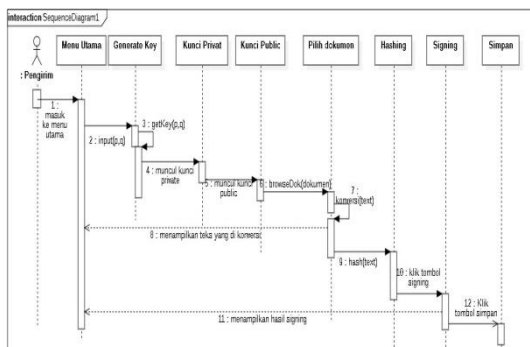 interaction SequenceDiagram1
Menu Utama
Generate Key
Kunci Privat
Kunci Public
Pilih dokumon
Hashing
Signing
Simpan
: Pengirim
1 :
masuk
ke menu
utama
2 : input(p,q)
3 : getKey(p,q)
4 : muncul kunci
private
5 : muncul kunci
public
6 : browseDok(dokumen)
7 :
konversi(text)
8 : menampilkan teks yang di konversi
9 : hash(text)
10 : klik tombol
signing
11 : menampilkan hasil signing
12 : Klik
tombol simpan